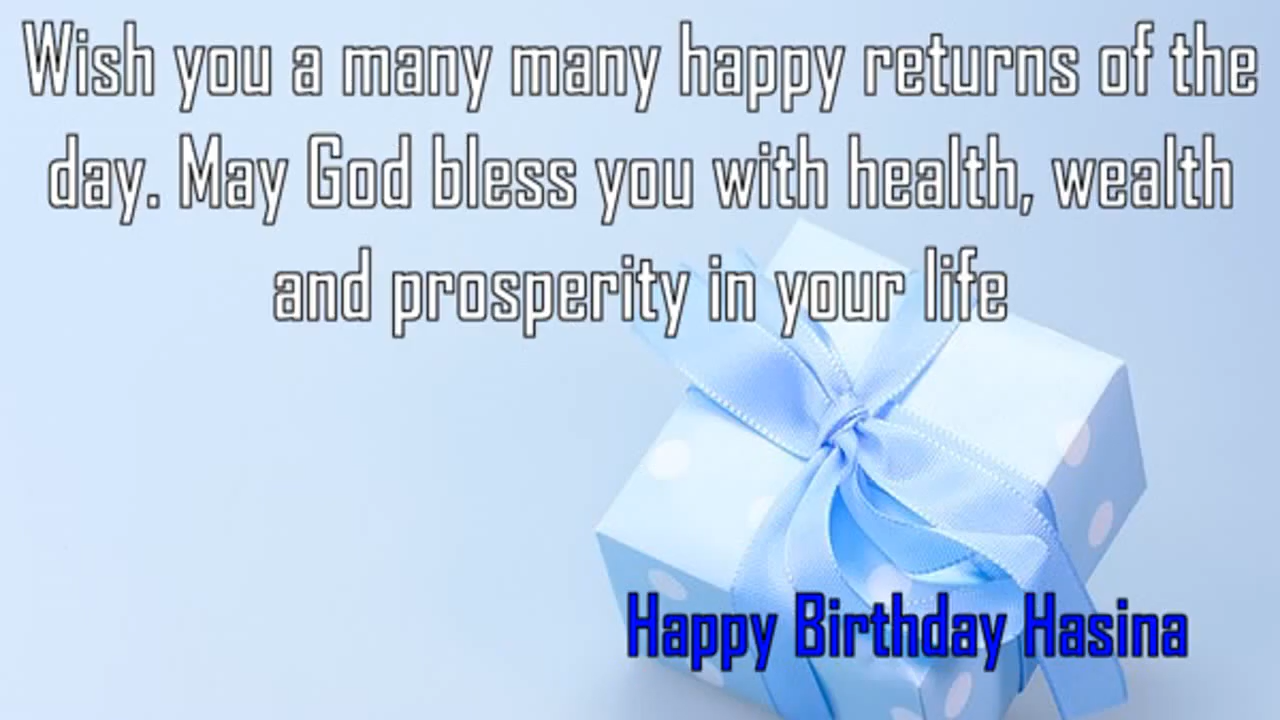 Wish you a many many happy returns of the
day. May God bless you with health, wealth
and prosperity in your life
Happy Birthday Hasina